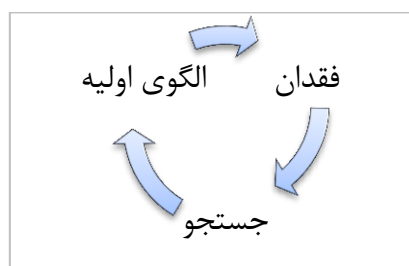 فقدان
الگوی اولیه
جستجو